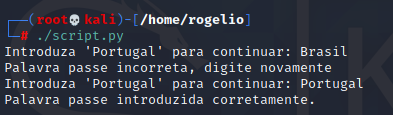 ┌──(root💀kali)-[/home/rogelio]
└─# ./script.py
Introduza 'Portugal' para continuar: Brasil
Palavra passe incorreta, digite novamente
Introduza 'Portugal' para continuar: Portugal
Palavra passe introduzida corretamente.